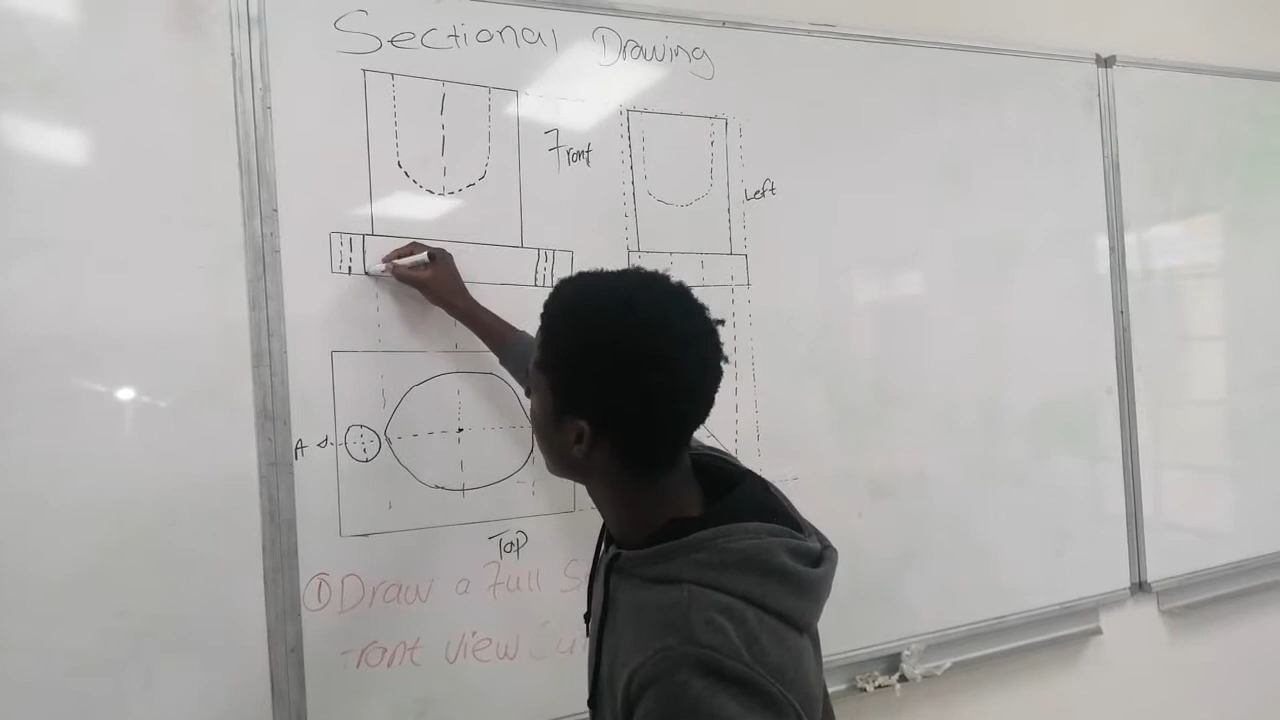 Sectional Drawing
Front
Left
A
Top
① Draw a Full
Front view